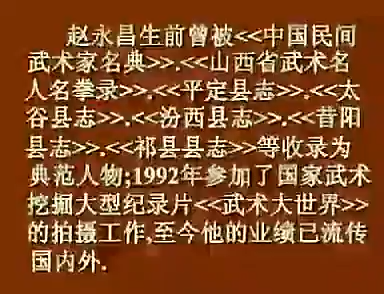 赵永昌生前曾被<<中国民间
武术家名典>>.<<山西省武术名
人名拳录>>.<<平定县志>>.<<太
谷县志>>.<<汾西县志>>.<<昔阳
县志>>.<<祁县县志>>等收录为
典范人物;1992年参加了国家武术
挖掘大型纪录片<<武术大世界>>
的拍摄工作,至今他的业绩已流传
国内外.